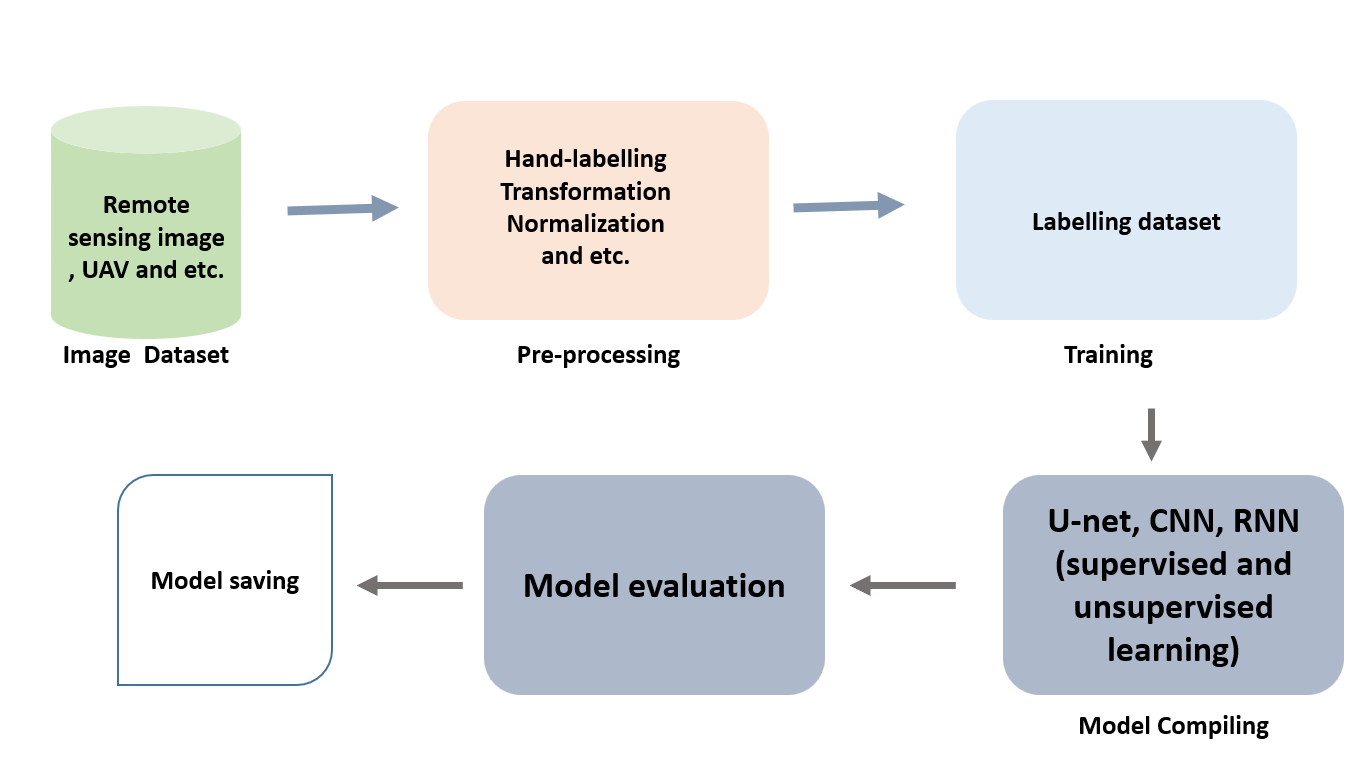 Remote
sensing image
, UAV and etc.
Image  Dataset
Hand-labelling
Transformation
Normalization
and etc.
Pre-processing
Labelling dataset
Training
U-net, CNN, RNN
(supervised and
unsupervised
learning)
Model Compiling
Model evaluation
Model saving